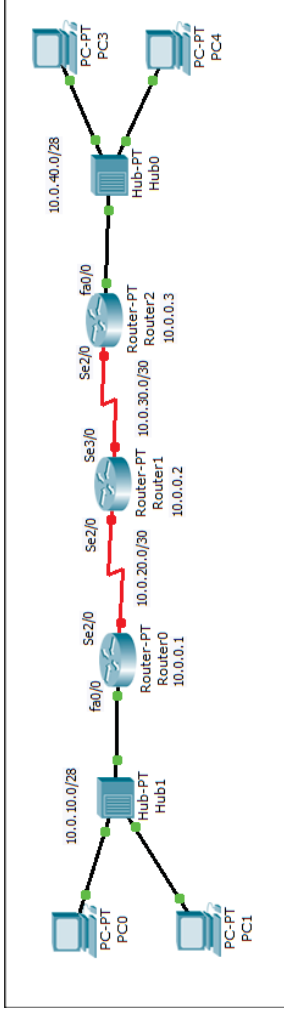 10.0.10.0/28
PC-PT
PC0
PC-PT
PC1
Hub-PT
Hub1
fa0/0
Se2/0
Router-PT
Router0
10.0.0.1
10.0.20.0/30
Se2/0
Se3/0
Router-PT
Router1
10.0.0.2
10.0.30.0/30
Se2/0
fa0/0
Router-PT
Router2
10.0.0.3
10.0.40.0/28
Hub-PT
Hub0
PC-PT
PC3
PC-PT
PC4